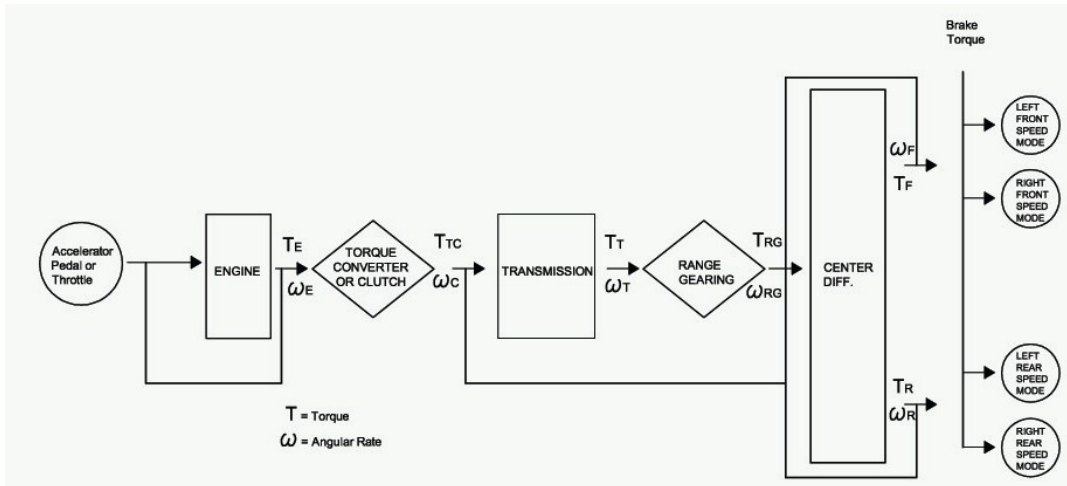 Brake
Torque
LEFT
FRONT
SPEED
MODE
ωF
TF
RIGHT
FRONT
SPEED
MODE
Accelerator
Pedal or
Throttle
ENGINE
TE
ωE
TORQUE
CONVERTER
OR CLUTCH
TTC
ωC
TRANSMISSION
TT
ωT
RANGE
GEARING
TRG
ωRG
CENTER
DIFF.
TR
ωR
LEFT
REAR
SPEED
MODE
RIGHT
REAR
SPEED
MODE
T = Torque
ω = Angular Rate